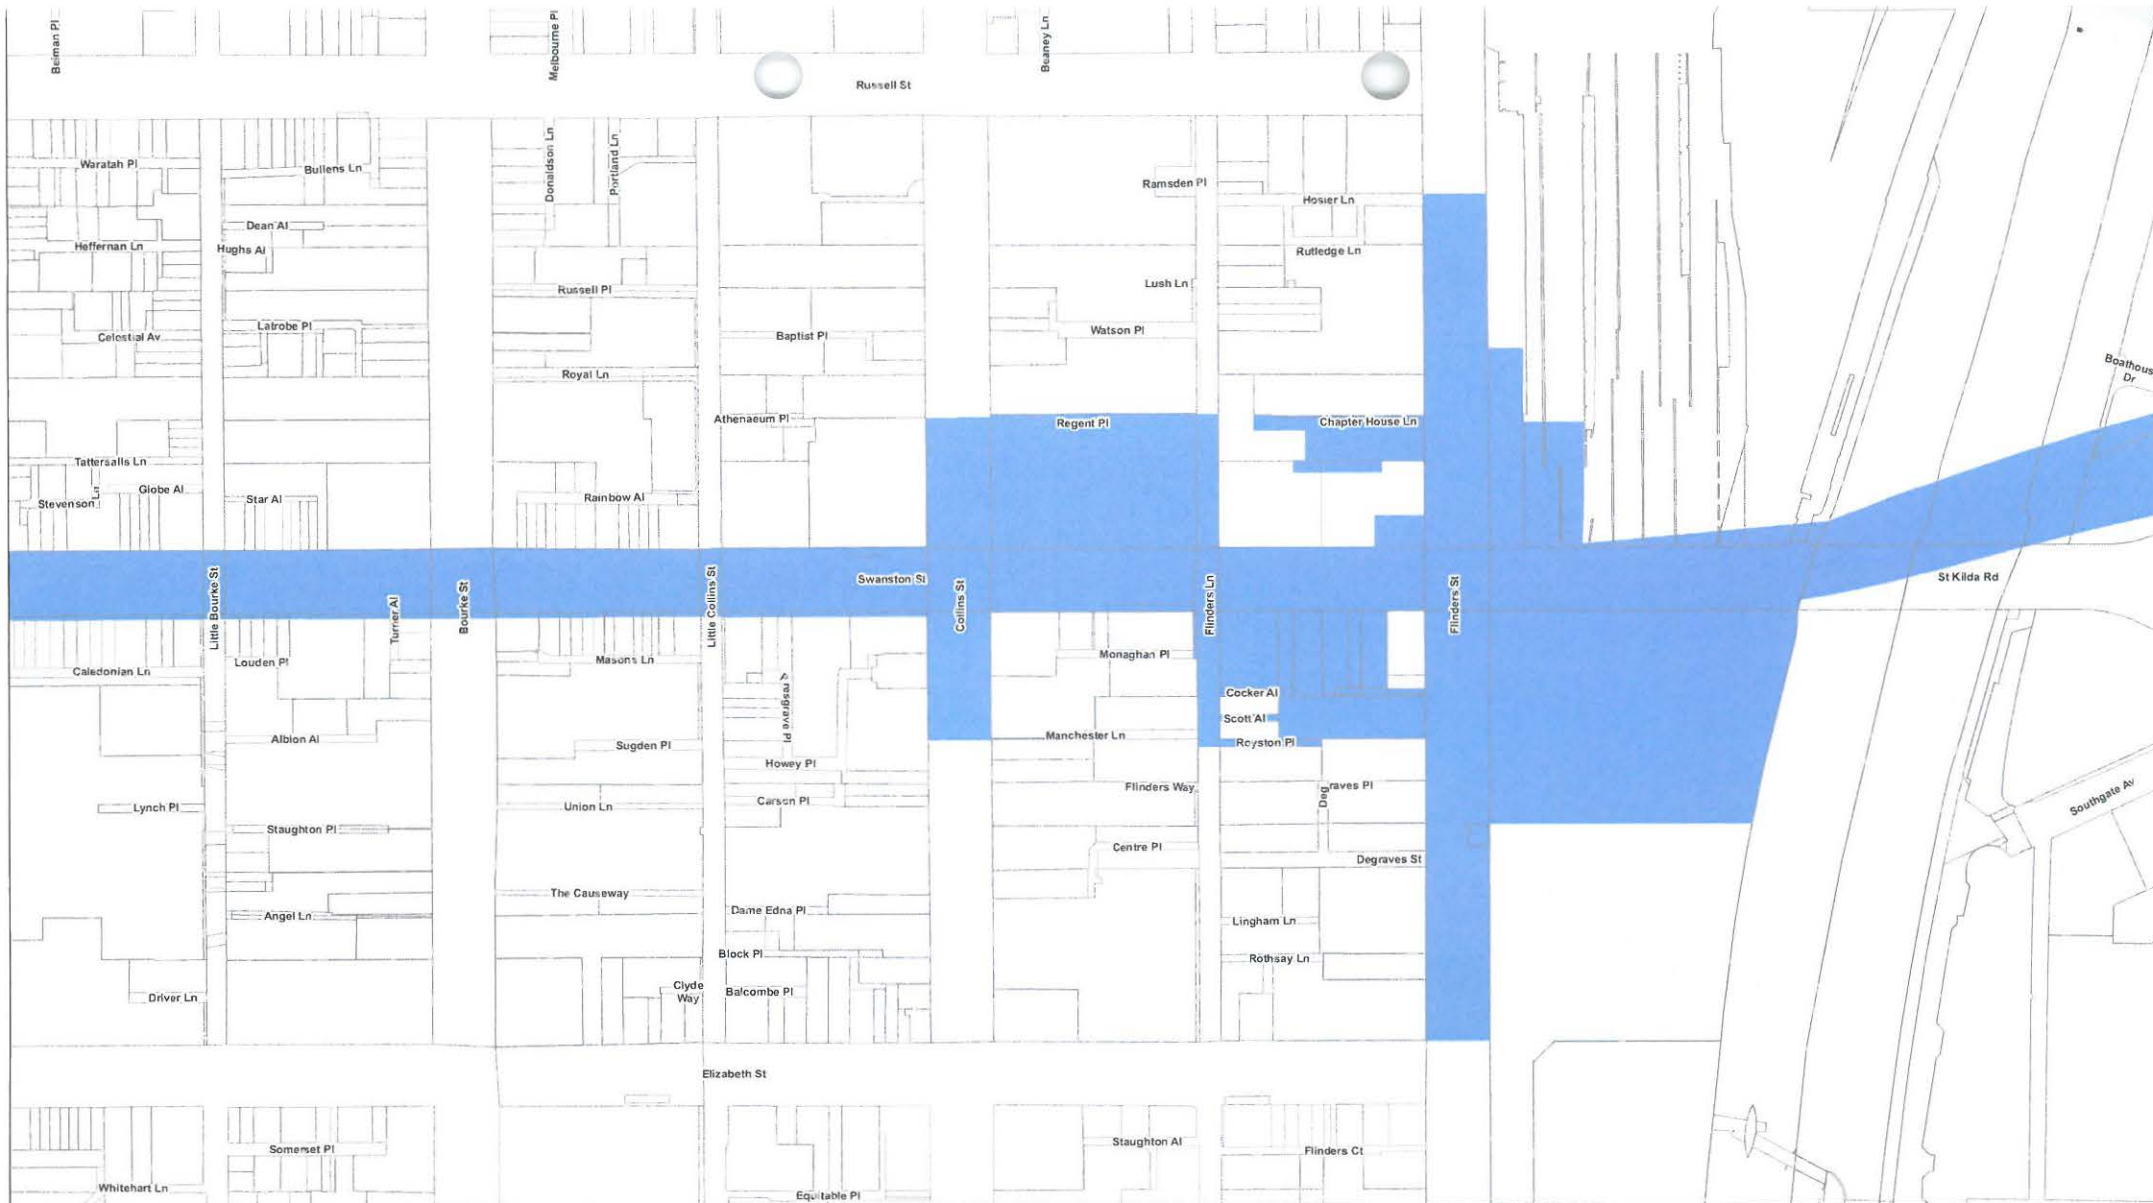 Beiman Pl
Melbourne Pl
Beaney Ln
Russell St
Waratah Pl
Bullens Ln
Donaldson Ln
Portland Ln
Ramsden Pl
Hosier Ln
Dean Al
Heffernan Ln
Hughs Al
Rutledge Ln
Russell Pl
Lush Ln
Latrobe Pl
Celestial Av
Baptist Pl
Watson Pl
Royal Ln
Boathous
Dr
Athenaeum Pl
Regent Pl
Chapter House Ln
Tattersalls Ln
Globe Al
Stevenson
Ln
Star Al
Rainbow Al
Swanston St
St Kilda Rd
Little Bourke St
Turner Al
Bourke St
Little Collins St
Collins St
Flinders Ln
Flinders St
Caledonian Ln
Louden Pl
Masons Ln
Monaghan Pl
Cocker Al
Scott Al
Albion Al
Sugden Pl
Manchester Ln
Royston Pl
Howey Pl
Lynch Pl
Union Ln
Carson Pl
Flinders Way
Deg
raves Pl
Southgate Av
Staughton Pl
Centre Pl
Degraves St
The Causeway
Angel Ln
Dame Edna Pl
Lingham Ln
Block Pl
Rothsay Ln
Driver Ln
Clyde
Way
Balcombe Pl
Elizabeth St
Somerset Pl
Staughton Al
Flinders Ct
Whitehart Ln
Equitable Pl